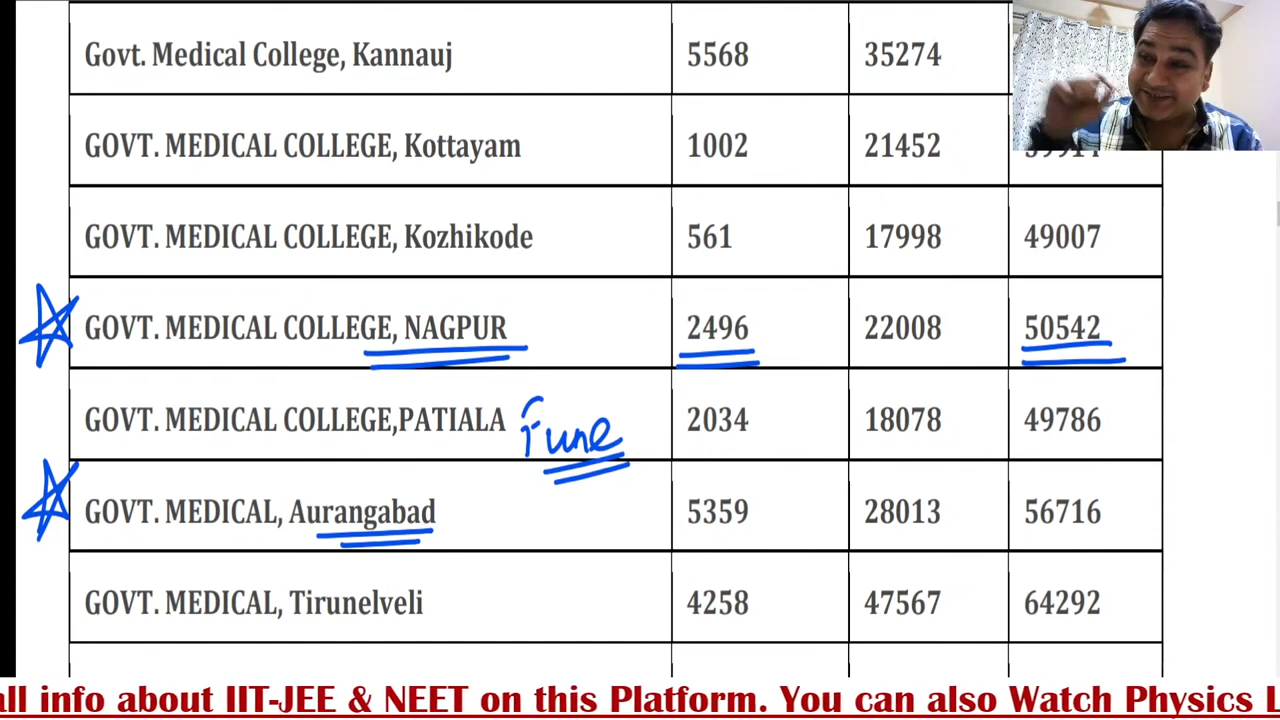 Govt. Medical College, Kannauj 5568 35274
GOVT. MEDICAL COLLEGE, Kottayam 1002 21452
GOVT. MEDICAL COLLEGE, Kozhikode 561 17998 49007
GOVT. MEDICAL COLLEGE, NAGPUR 2496 22008 50542
GOVT. MEDICAL COLLEGE,PATIALA 2034 18078 49786
GOVT. MEDICAL, Aurangabad 5359 28013 56716
GOVT. MEDICAL, Tirunelveli 4258 47567 64292
all info about IIT-JEE & NEET on this Platform. You can also Watch Physics L